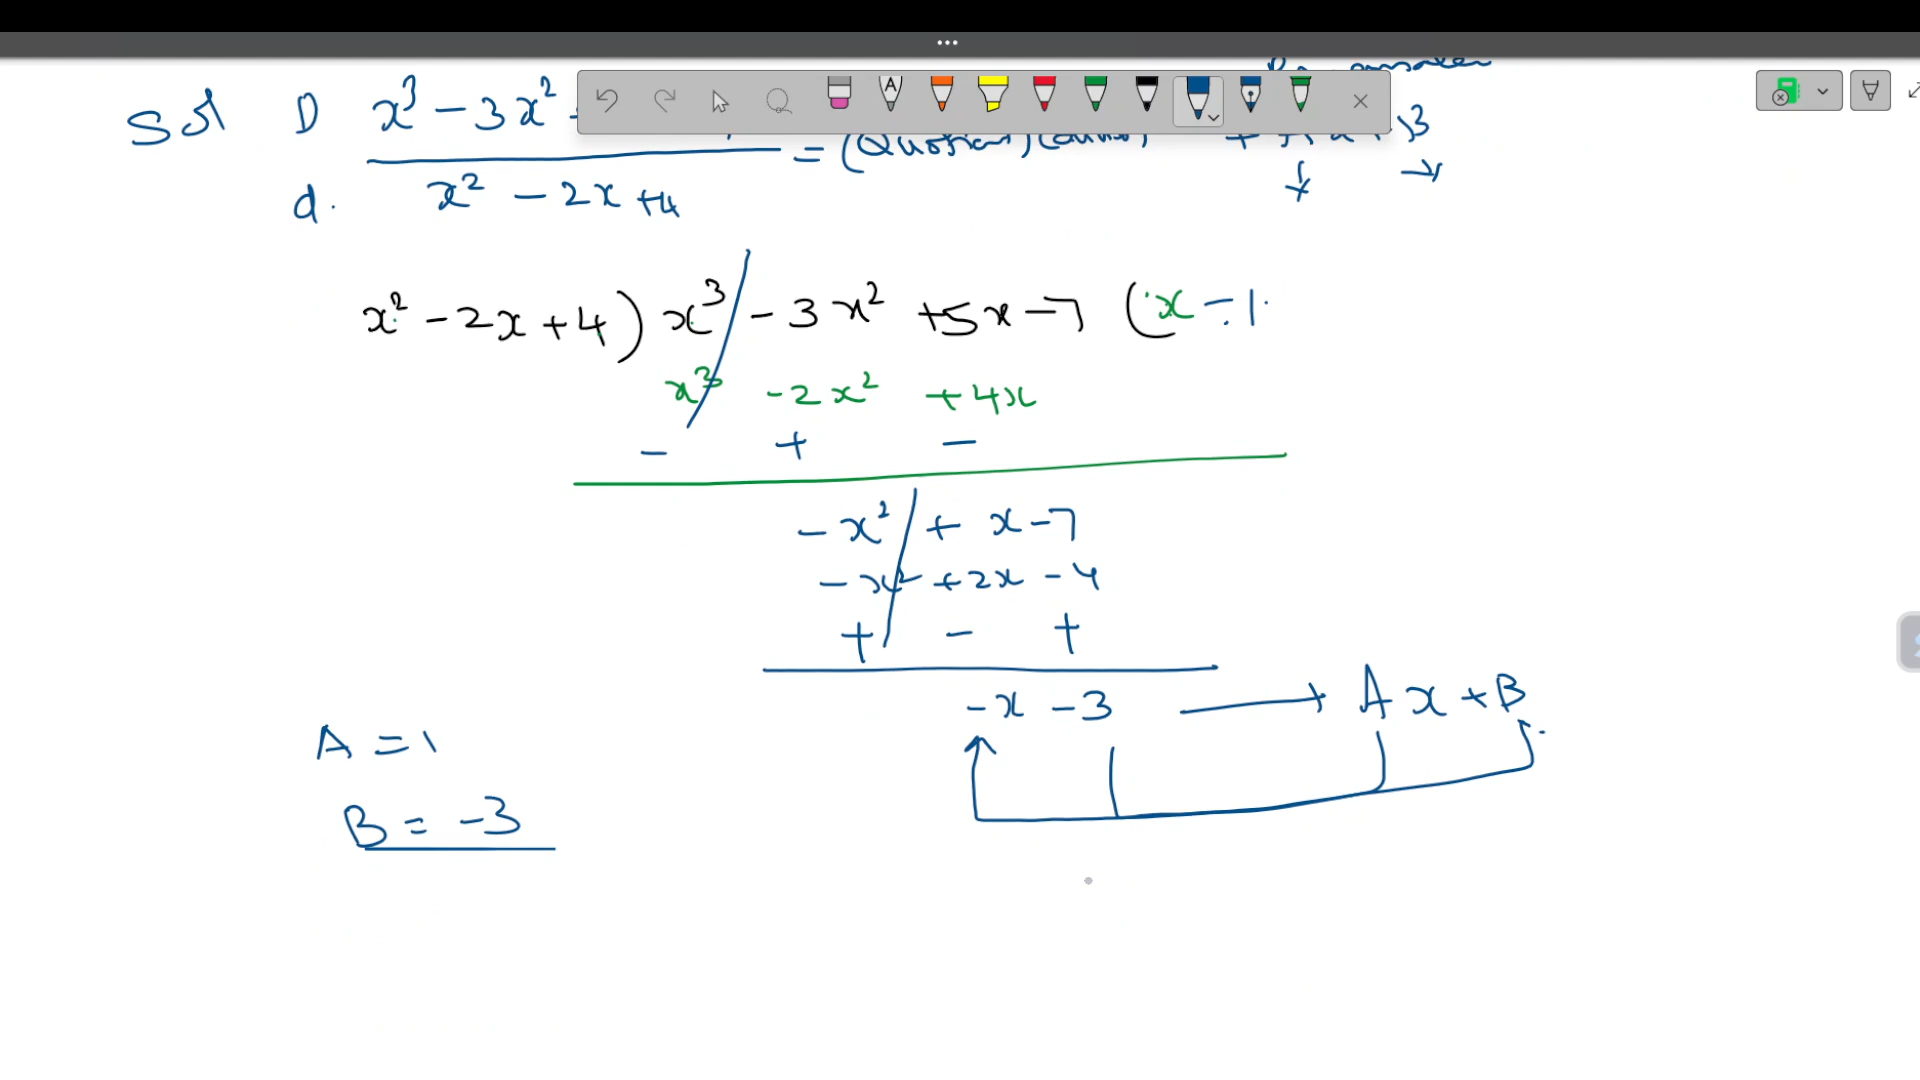 Sol D x³ - 3x²
= (Quotient)
d. x² - 2x + 4
x² - 2x + 4 ) x³ - 3x² + 5x - 7 ( x - 1
x³ - 2x² + 4x
- + -
- x² + x - 7
- x² + 2x - 4
+ - +
- x - 3 → Ax + B
A = 1
B = -3